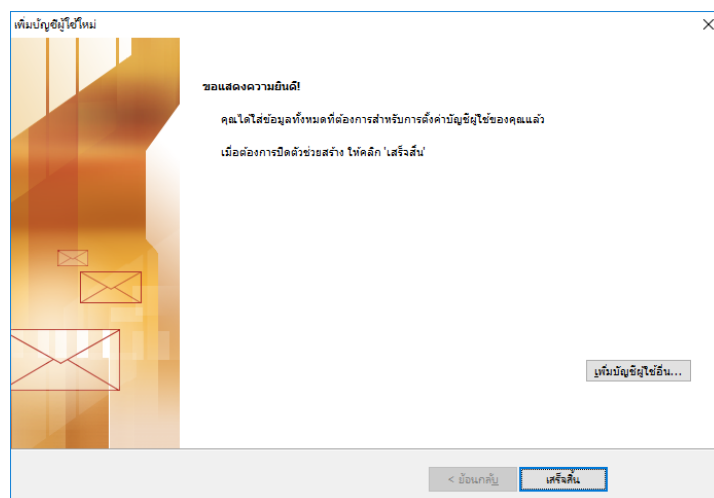 เพิ่มบัญชีผู้ใช้ใหม่
ขอแสดงความยินดี!
คุณได้ใส่ข้อมูลทั้งหมดที่ต้องการสำหรับการตั้งค่าบัญชีผู้ใช้ของคุณแล้ว
เมื่อต้องการปิดตัวช่วยสร้าง ให้คลิก 'เสร็จสิ้น'
เพิ่มบัญชีผู้ใช้อื่น...
< ย้อนกลับ
เสร็จสิ้น